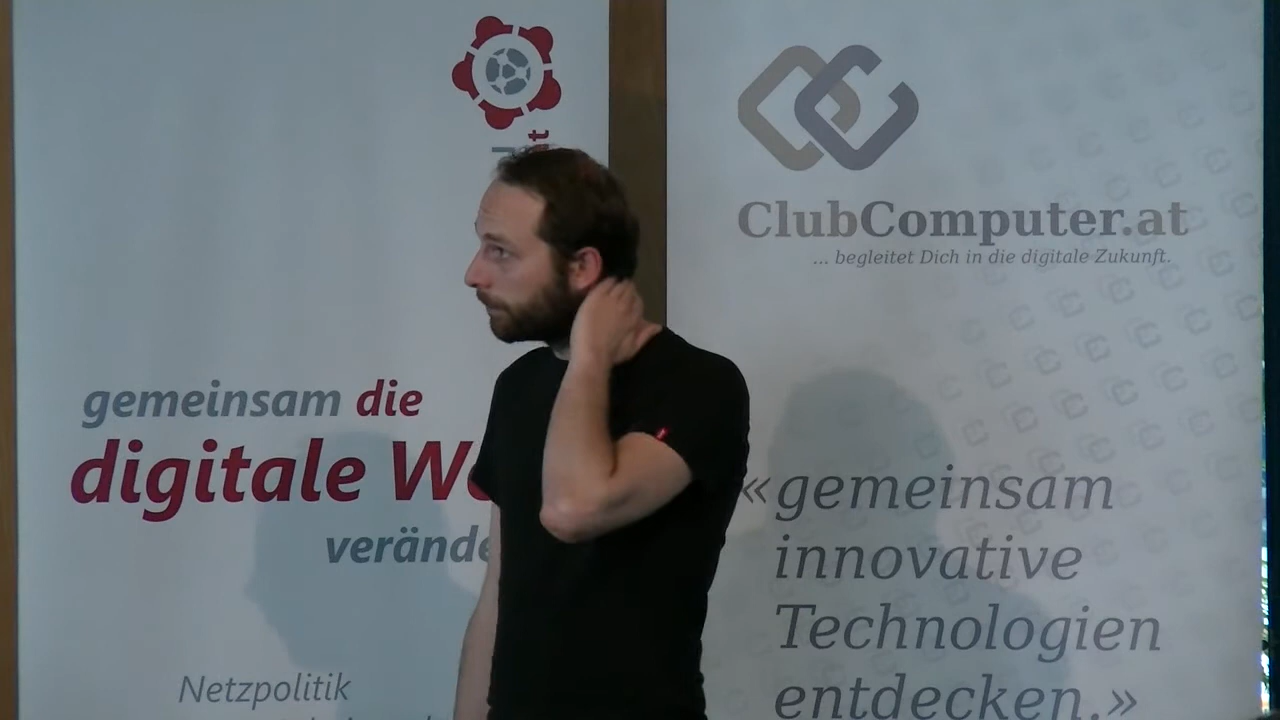 gemeinsam die
digitale
Netzpolitik
ClubComputer.at
... begleitet Dich in die digitale Zukunft.
«gemeinsam
innovative
Technologien
entdecken.»